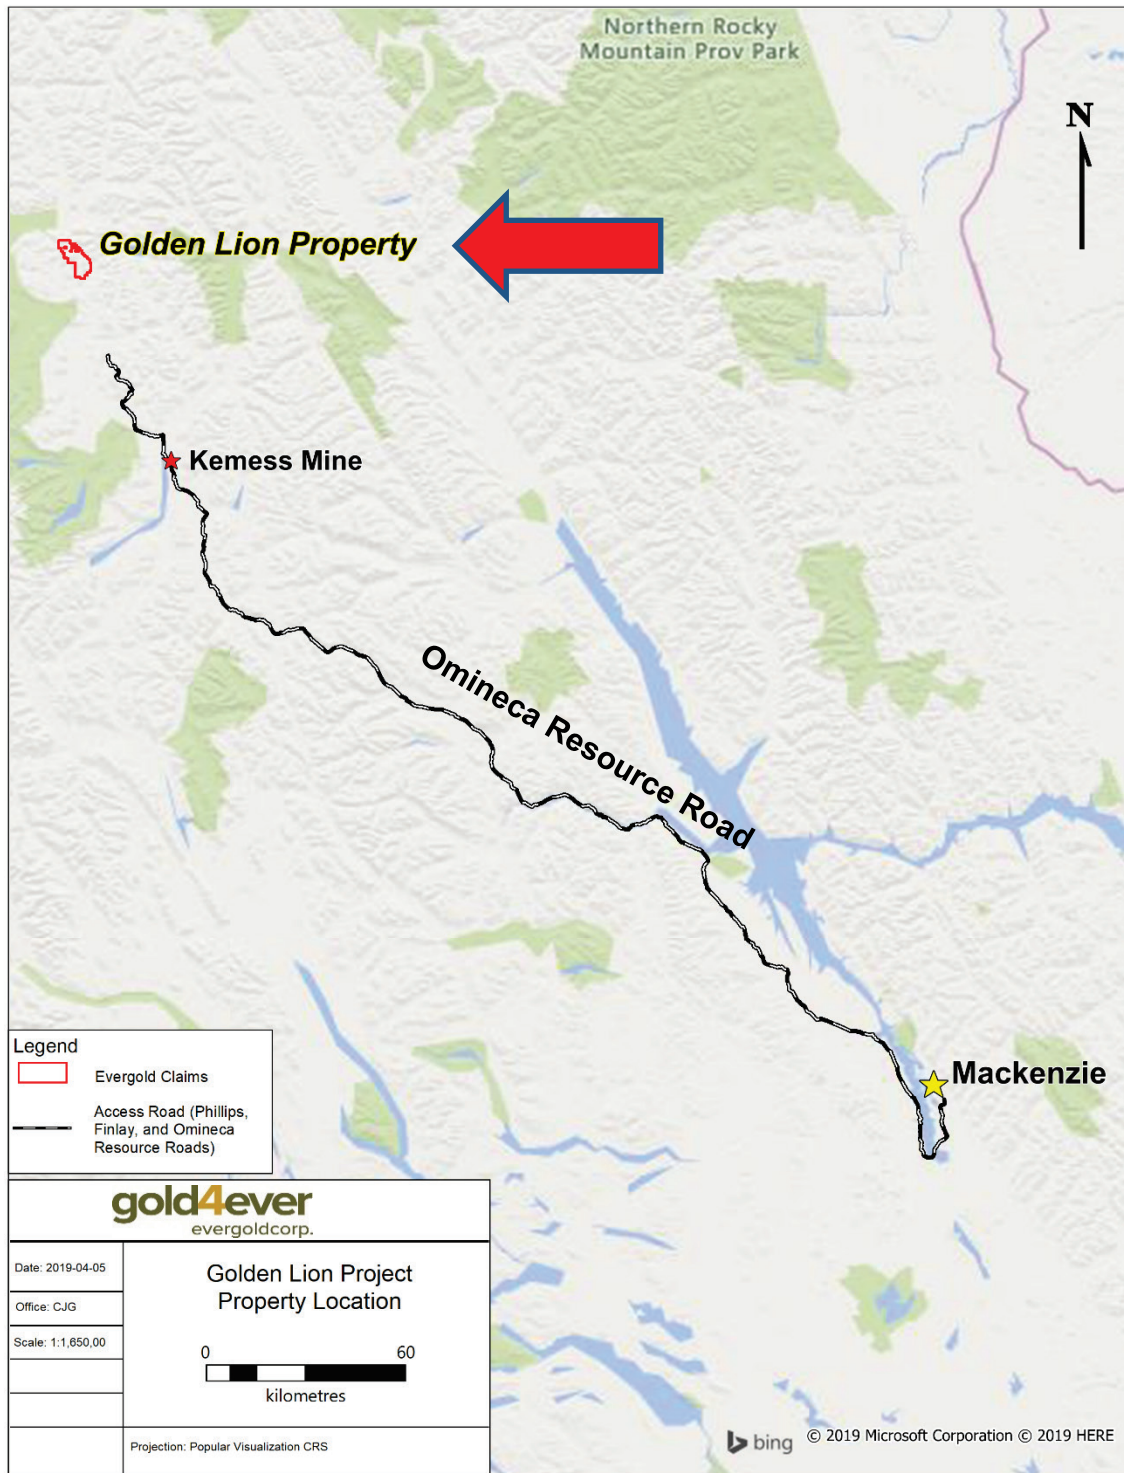 Northern Rocky
Mountain Prov Park
N
Golden Lion Property
Kemess Mine
Omineca Resource Road
Mackenzie
Legend
Evergold Claims
Access Road (Phillips,
Finlay, and Omineca
Resource Roads)
gold4ever
evergoldcorp.
Date: 2019-04-05
Office: CJG
Scale: 1:1,650,00
Golden Lion Project
Property Location
0 60
kilometres
Projection: Popular Visualization CRS
bing © 2019 Microsoft Corporation © 2019 HERE